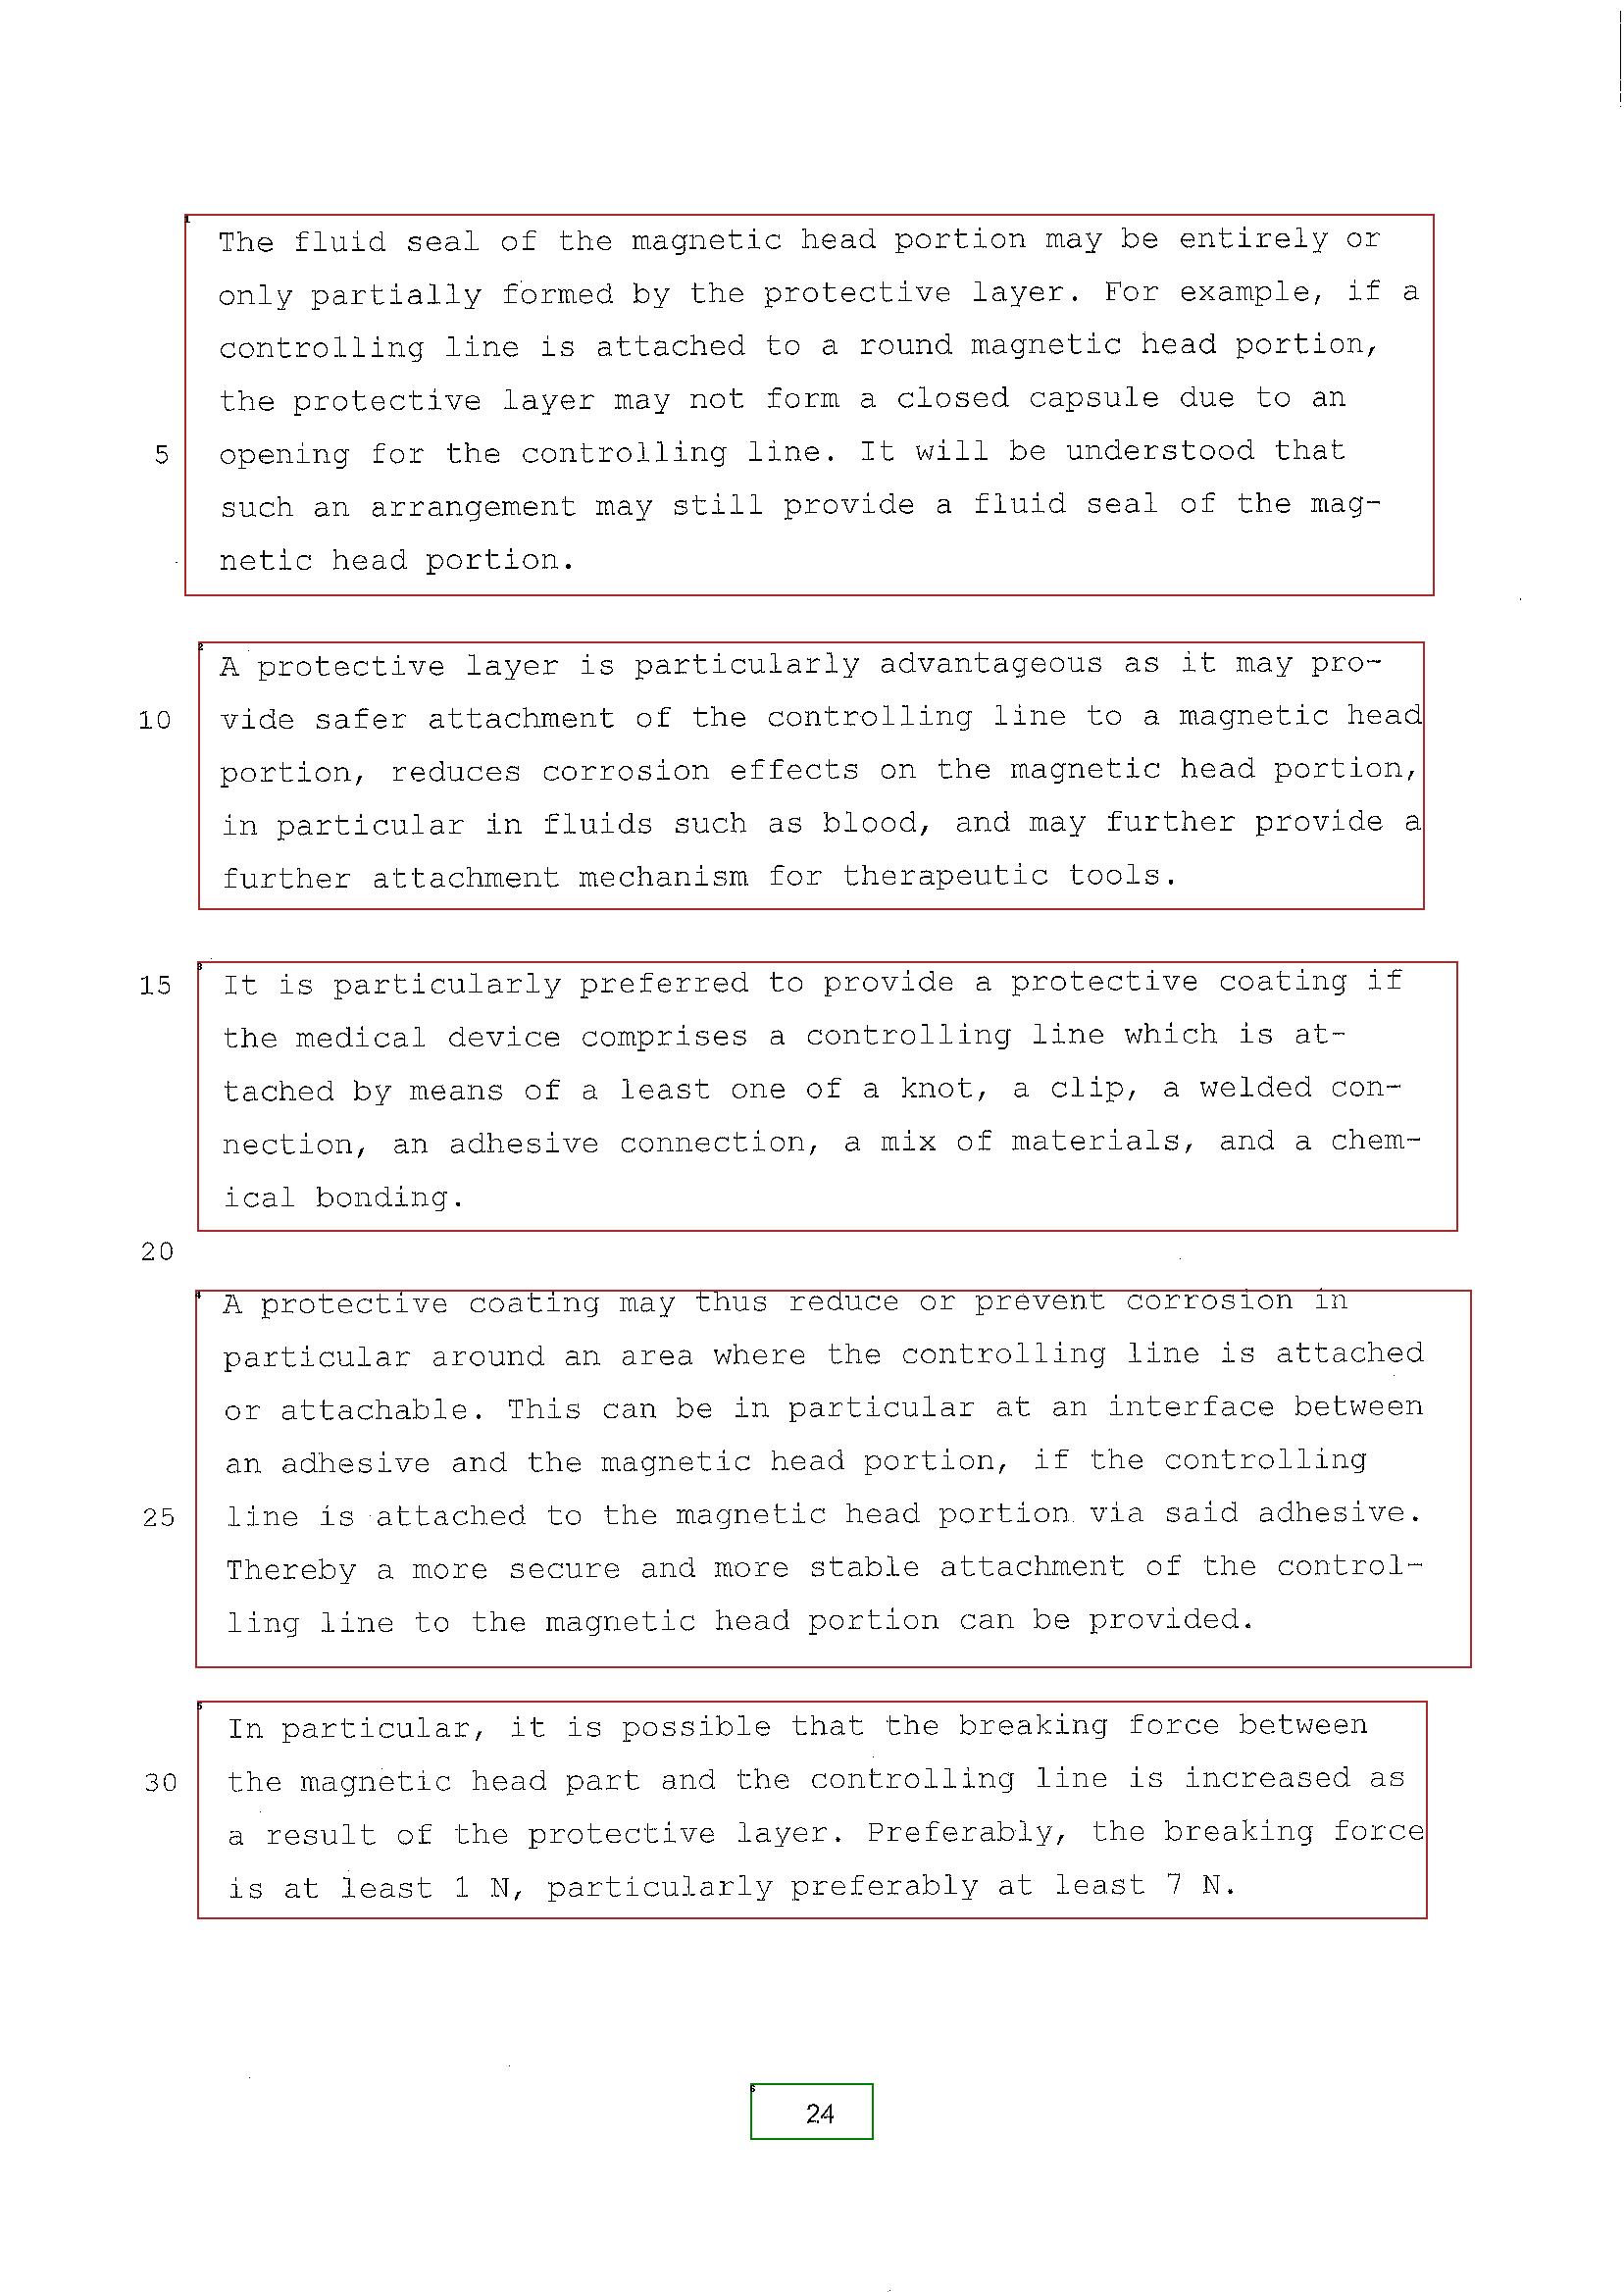 The fluid seal of the magnetic head portion may be entirely or
only partially formed by the protective layer. For example, if a
controlling line is attached to a round magnetic head portion,
the protective layer may not form a closed capsule due to an
5 opening for the controlling line. It will be understood that
such an arrangement may still provide a fluid seal of the mag-
netic head portion.
A protective layer is particularly advantageous as it may pro-
10 vide safer attachment of the controlling line to a magnetic head
portion, reduces corrosion effects on the magnetic head portion,
in particular in fluids such as blood, and may further provide a
further attachment mechanism for therapeutic tools.
15 It is particularly preferred to provide a protective coating if
the medical device comprises a controlling line which is at-
tached by means of a least one of a knot, a clip, a welded con-
nection, an adhesive connection, a mix of materials, and a chem-
ical bonding.
20
A protective coating may thus reduce or prevent corrosion in
particular around an area where the controlling line is attached
or attachable. This can be in particular at an interface between
an adhesive and the magnetic head portion, if the controlling
25 line is attached to the magnetic head portion via said adhesive.
Thereby a more secure and more stable attachment of the control-
ling line to the magnetic head portion can be provided.
In particular, it is possible that the breaking force between
30 the magnetic head part and the controlling line is increased as
a result of the protective layer. Preferably, the breaking force
is at least 1 N, particularly preferably at least 7 N.
24